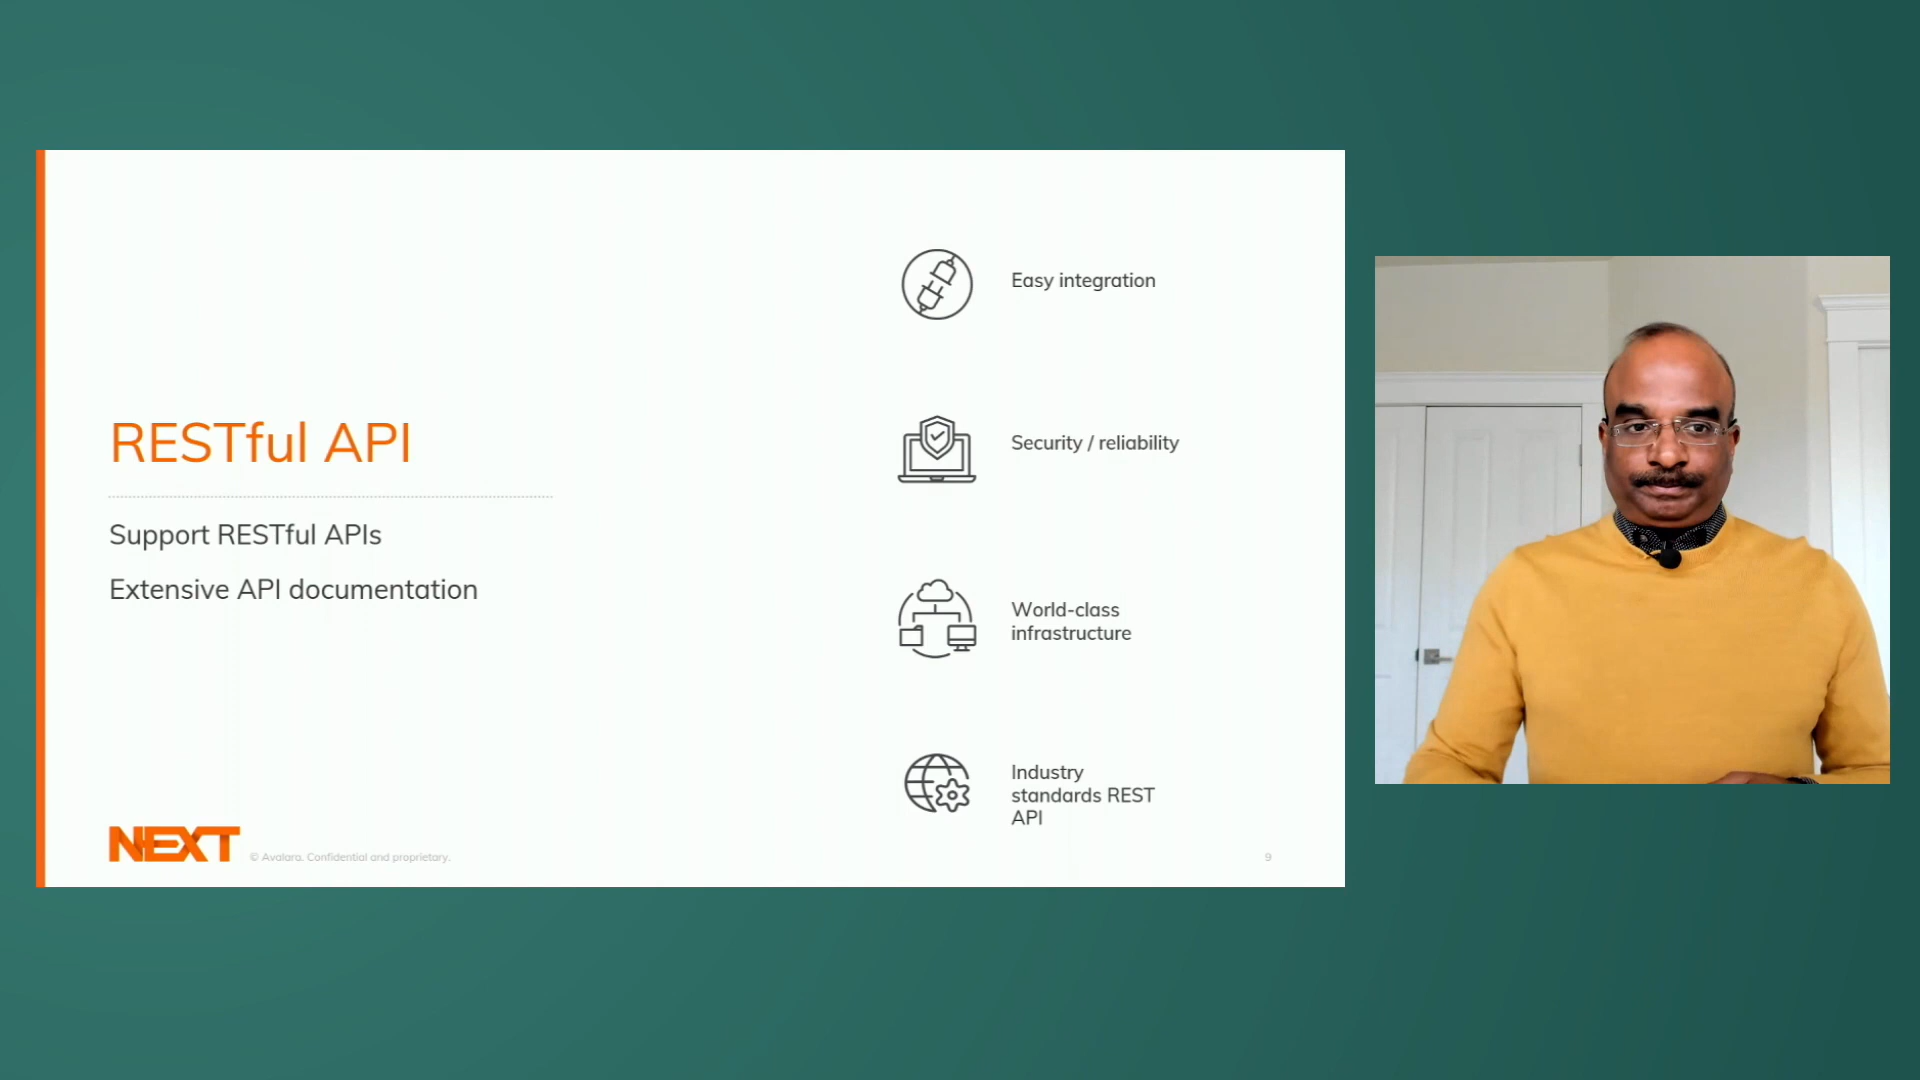 RESTful API
Support RESTful APIs
Extensive API documentation
Easy integration
Security / reliability
World-class
infrastructure
Industry
standards REST
API
NEXT
© Avalara. Confidential and proprietary.
9